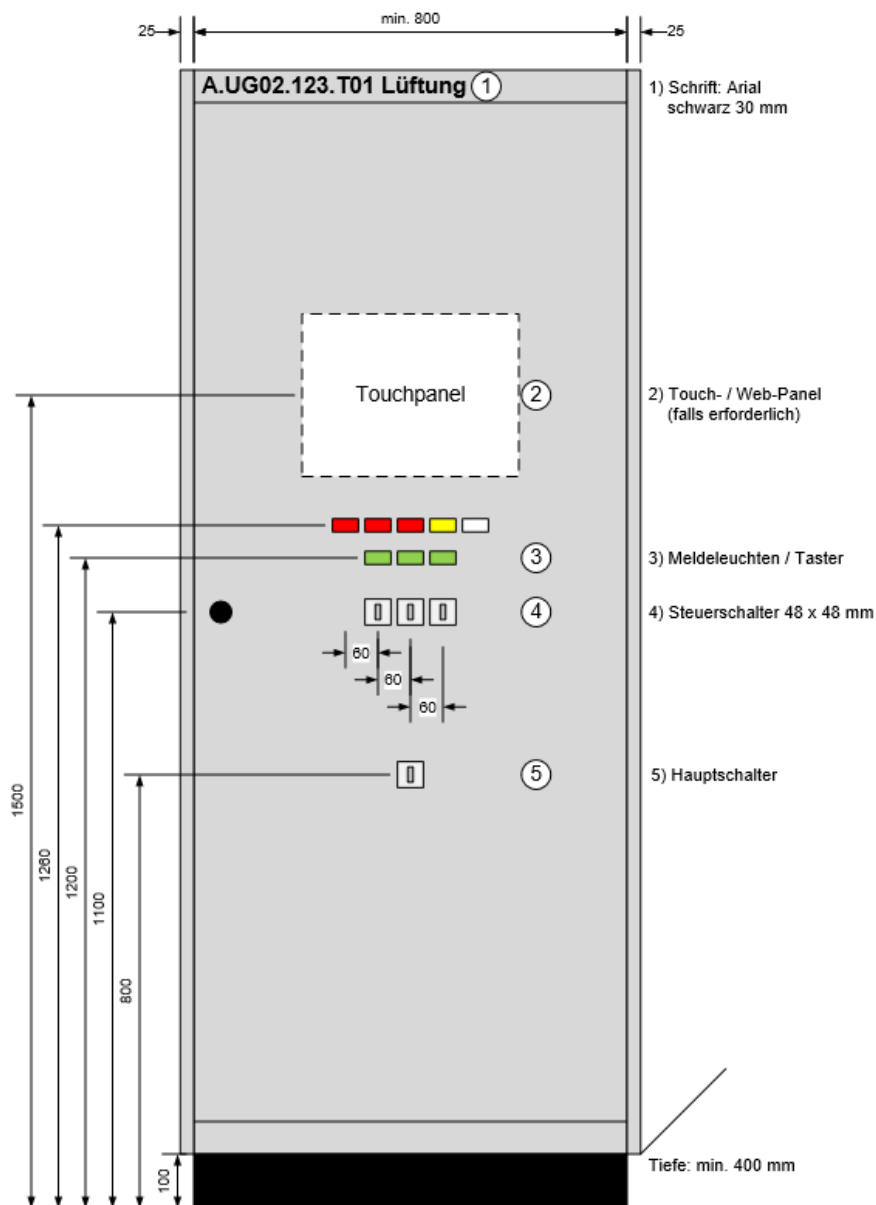 min. 800
25
25
A.UG02.123.T01 Lüftung 1
1) Schrift: Arial
schwarz 30 mm
Touchpanel
2
2) Touch- / Web-Panel
(falls erforderlich)
3
3) Meldeleuchten / Taster
4
4) Steuerschalter 48 x 48 mm
60
60
60
5
5) Hauptschalter
1500
1260
1200
1100
800
100
Tiefe: min. 400 mm